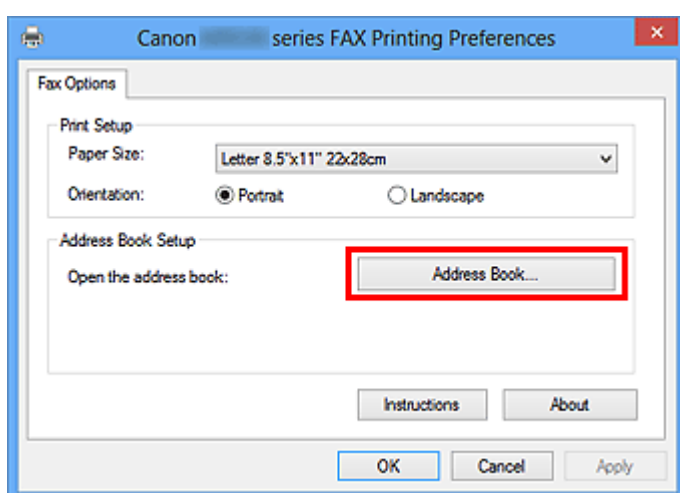 Canon series FAX Printing Preferences
Fax Options
Print Setup
Paper Size: Letter 8.5"x11" 22x28cm
Orientation: Portrait Landscape
Address Book Setup
Open the address book: Address Book...
Instructions About
OK Cancel Apply